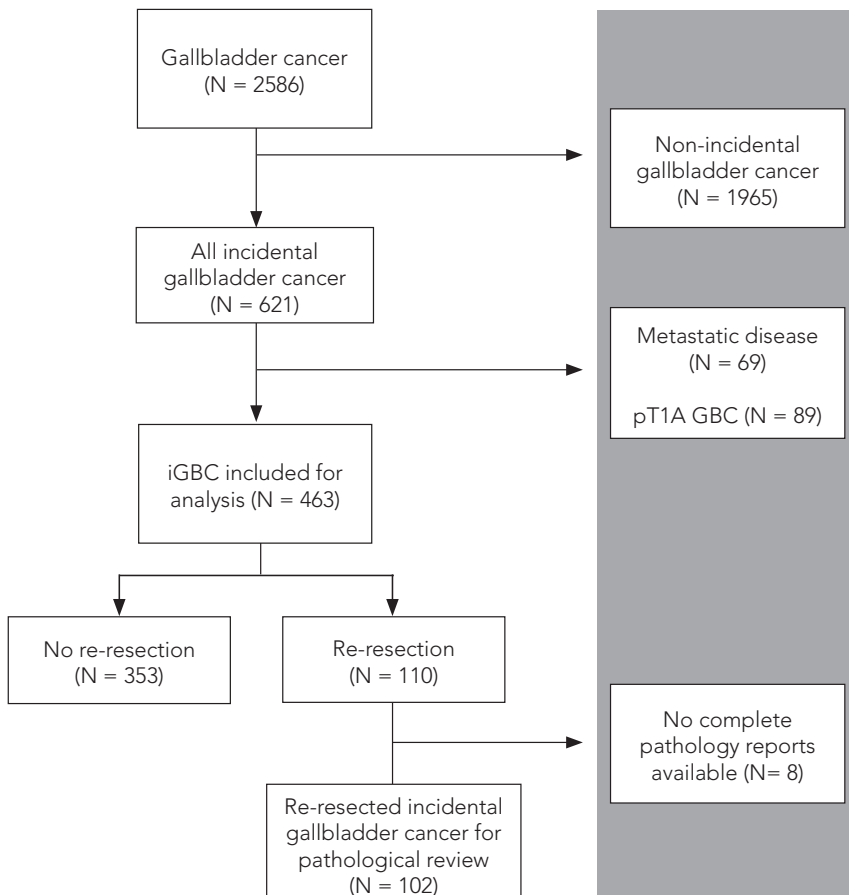 Gallbladder cancer
(N = 2586)
Non-incidental
gallbladder cancer
(N = 1965)
All incidental
gallbladder cancer
(N = 621)
Metastatic disease
(N = 69)
pT1A GBC (N = 89)
iGBC included for
analysis (N = 463)
No re-resection
(N = 353)
Re-resection
(N = 110)
No complete
pathology reports
available (N= 8)
Re-resected incidental
gallbladder cancer for
pathological review
(N = 102)